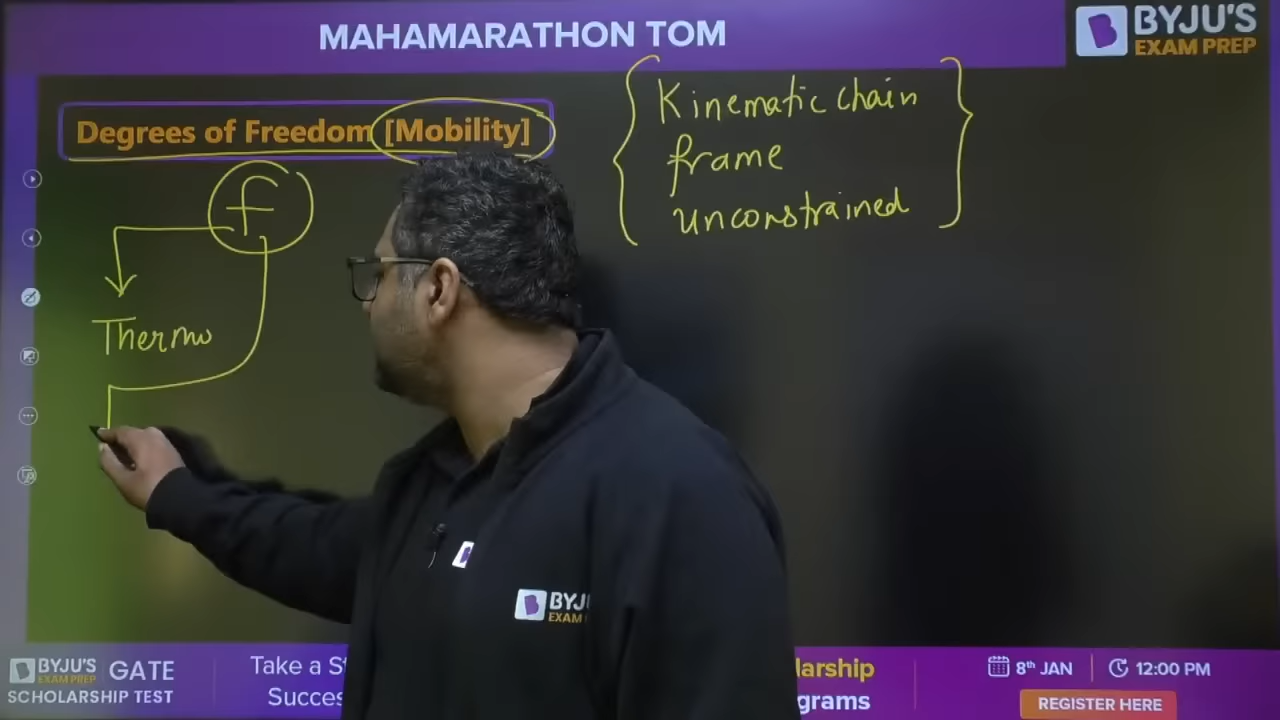 MAHAMARATHON TOM
BYJU'S
EXAM PREP
Degrees of Freedom [Mobility]
Kinematic chain
frame
unconstrained
f
Thermo
BYJU
EXAM
BYJU'S
EXAM PREP
GATE
SCHOLARSHIP TEST
Take a
Succes
larship
grams
8th JAN
12:00 PM
REGISTER HERE